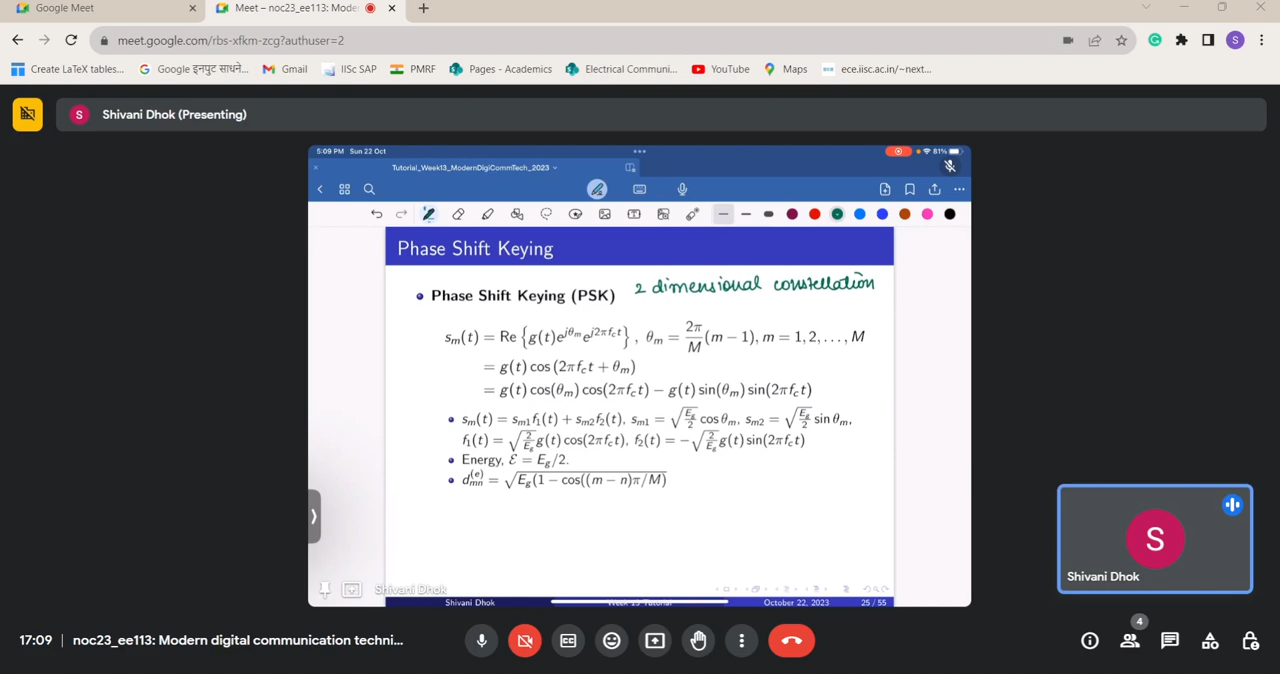 Google Meet
Meet – noc23_ee113: Mode
meet.google.com/rbs-xfkm-zcg?authuser=2
S
Create LaTeX tables... Google इनपुट साधने... Gmail IISc SAP PMRF Pages - Academics Electrical Communi... YouTube Maps ece.iisc.ac.in/~next...
S Shivani Dhok (Presenting)
5:09 PM Sun 22 Oct 81%
Tutorial_Week13_ModernDigiCommTech_2023
Phase Shift Keying
2 dimensional constellation
Phase Shift Keying (PSK)
s_m(t) = Re {g(t)e^{jθ_m}e^{j2πf_ct}}, θ_m = 2π/M (m − 1), m = 1, 2, . . . , M
= g(t) cos (2πf_ct + θ_m)
= g(t) cos(θ_m) cos(2πf_ct) − g(t) sin(θ_m) sin(2πf_ct)
s_m(t) = s_{m1}f_1(t) + s_{m2}f_2(t), s_{m1} = √(E_g/2) cos θ_m, s_{m2} = √(E_g/2) sin θ_m,
f_1(t) = √(2/E_g) g(t) cos(2πf_ct), f_2(t) = −√(2/E_g) g(t) sin(2πf_ct)
Energy, ℰ = E_g/2.
d_{mn}^{(e)} = √(E_g(1 − cos((m − n)π/M)
S
Shivani Dhok
Shivani Dhok
Shivani Dhok Week 13 Tutorial October 22, 2023 25 / 55
4
17:09 noc23_ee113: Modern digital communication techni...